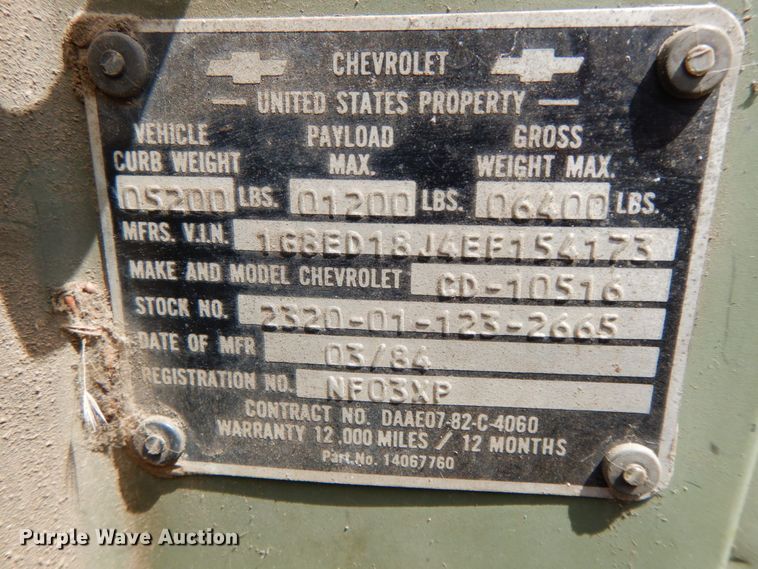 CHEVROLET
UNITED STATES PROPERTY
VEHICLE CURB WEIGHT 05200 LBS.
PAYLOAD MAX. 01200 LBS.
GROSS WEIGHT MAX. 06400 LBS.
MFRS. V.I.N. 1G8ED18J4EF154173
MAKE AND MODEL CHEVROLET CD-10516
STOCK NO. 2320-01-123-2665
DATE OF MFR 03/84
REGISTRATION NO. NF03XP
CONTRACT NO. DAAE07-82-C-4060
WARRANTY 12,000 MILES / 12 MONTHS
Part.No. 14067760
Purple Wave Auction